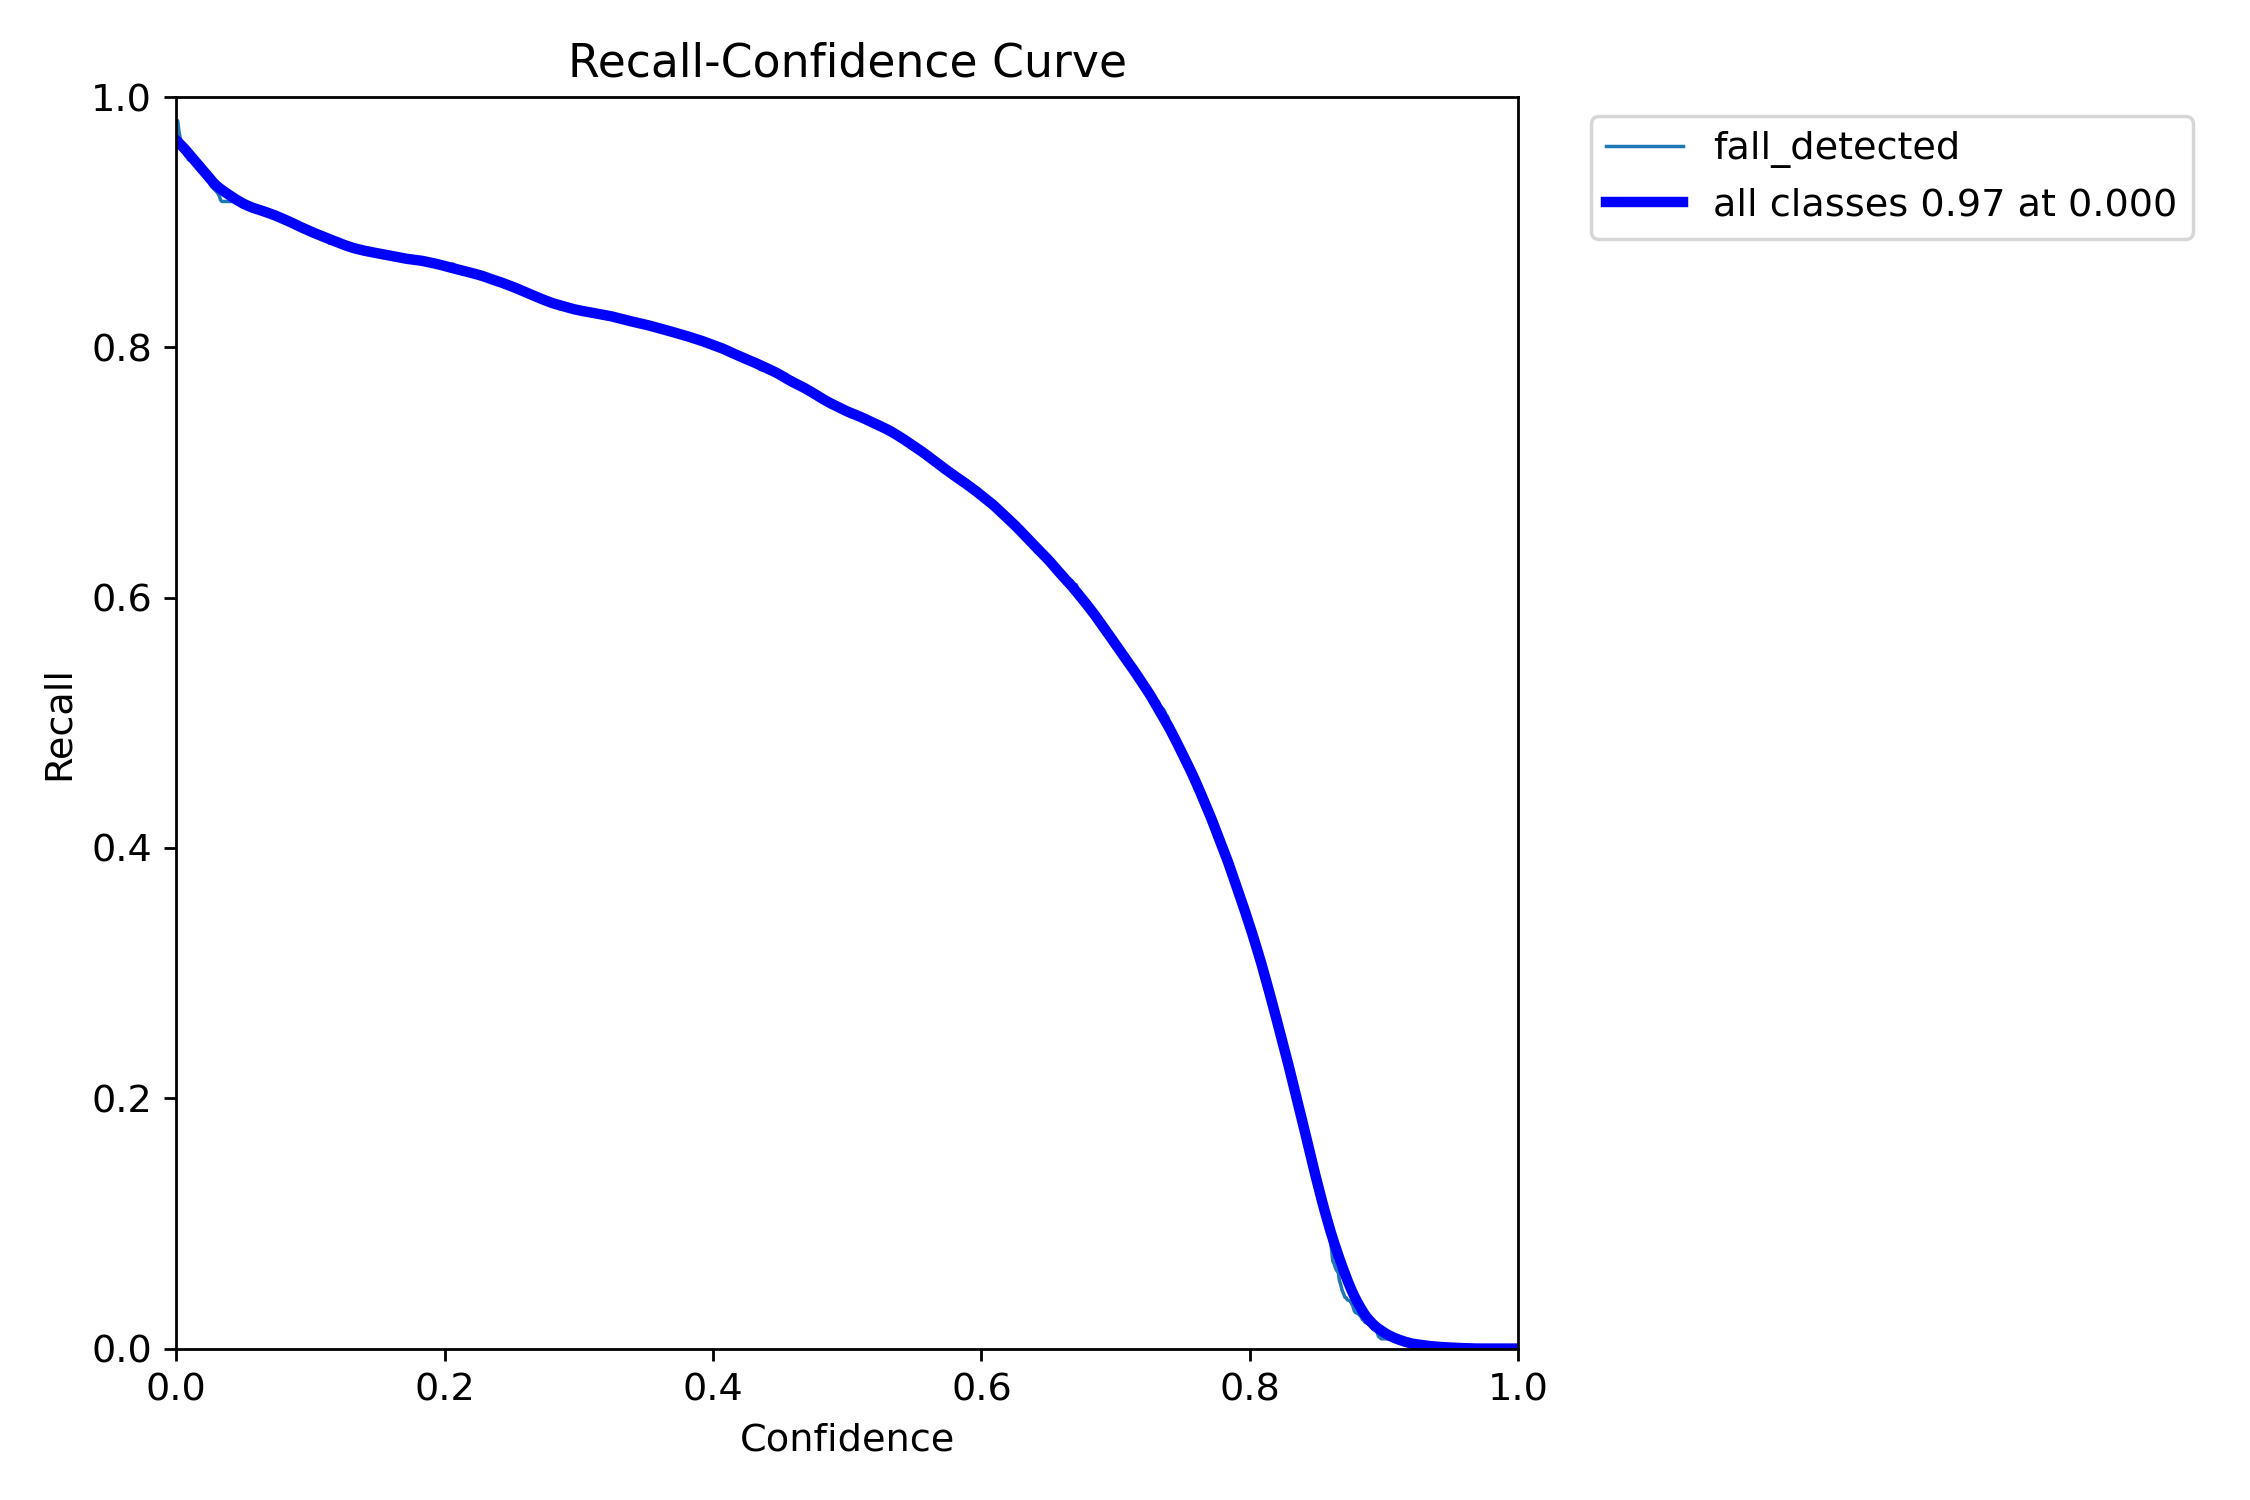 Recall-Confidence Curve
1.0
0.8
0.6
0.4
0.2
0.0
Recall
0.0 0.2 0.4 0.6 0.8 1.0
Confidence
fall_detected
all classes 0.97 at 0.000